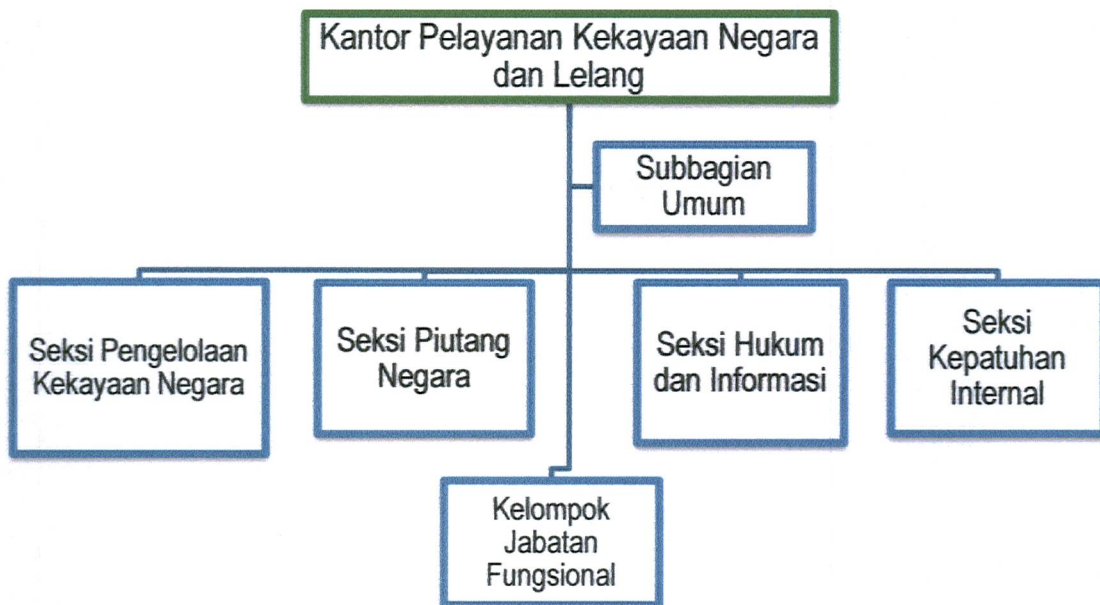 Kantor Pelayanan Kekayaan Negara
dan Lelang
Subbagian
Umum
Seksi Pengelolaan
Kekayaan Negara
Seksi Piutang
Negara
Seksi Hukum
dan Informasi
Seksi
Kepatuhan
Internal
Kelompok
Jabatan
Fungsional